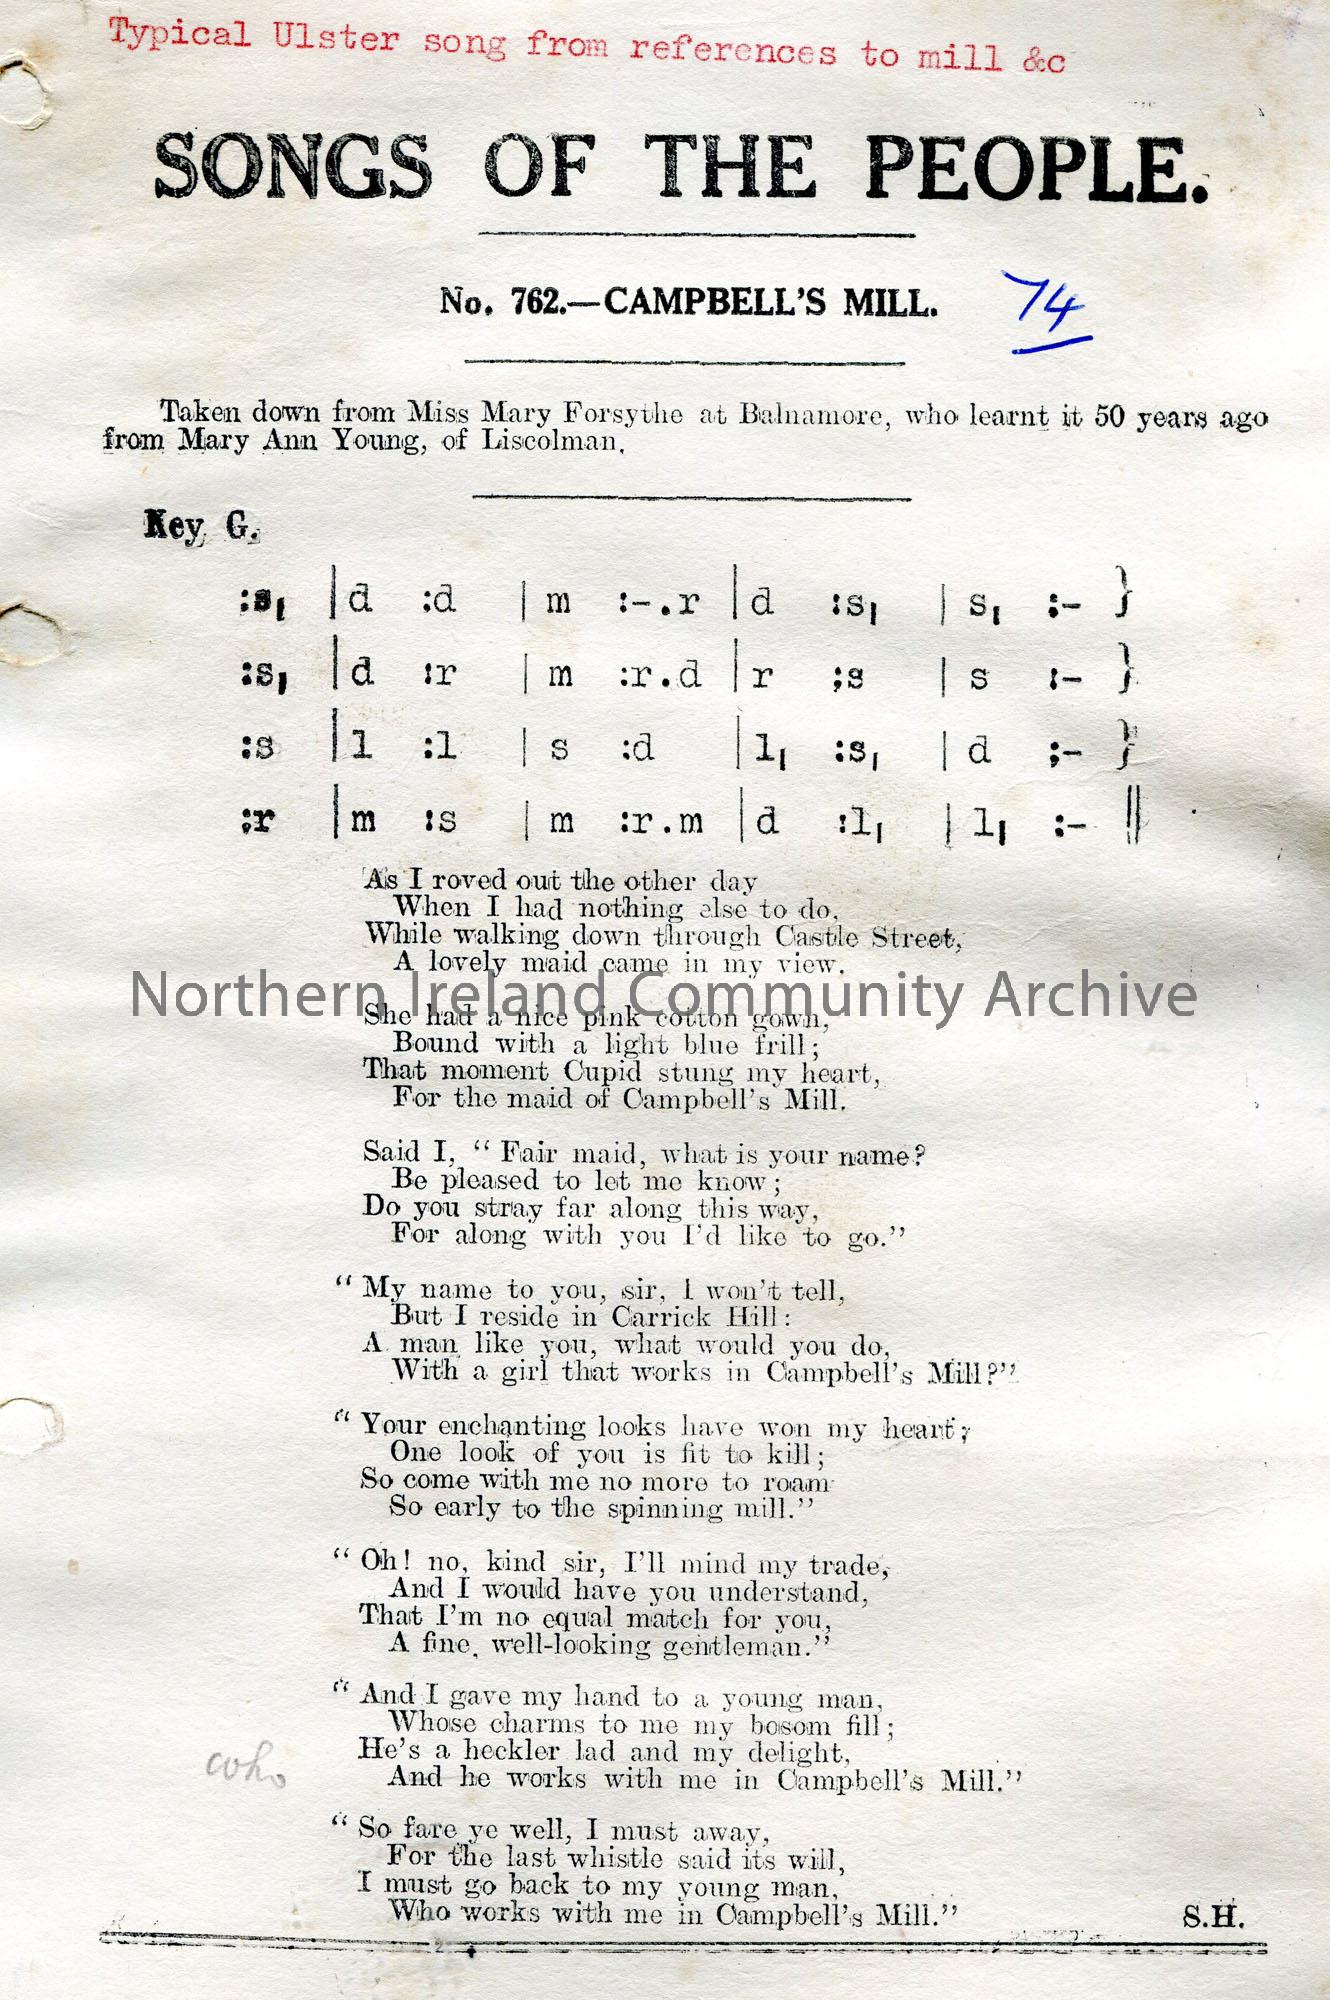 Typical Ulster song from references to mill &c
SONGS OF THE PEOPLE.
No. 762.—CAMPBELL'S MILL.
74
Taken down from Miss Mary Forsythe at Balnamore, who learnt it 50 years ago
from Mary Ann Young, of Liscolman.
Key G.
:s, | d :d | m :-.r | d :s, | s, :- }
:s, | d :r | m :r.d | r :s | s :- }
:s | l :l | s :d | l, :s, | d :- }
:r | m :s | m :r.m | d :l, | l, :- ||
As I roved out the other day
When I had nothing else to do,
While walking down through Castle Street,
A lovely maid came in my view.
Northern Ireland Community Archive
She had a nice pink cotton gown,
Bound with a light blue frill;
That moment Cupid stung my heart,
For the maid of Campbell's Mill.
Said I, "Fair maid, what is your name?
Be pleased to let me know;
Do you stray far along this way,
For along with you I'd like to go."
"My name to you, sir, I won't tell,
But I reside in Carrick Hill:
A man like you, what would you do,
With a girl that works in Campbell's Mill?"
"Your enchanting looks have won my heart;
One look of you is fit to kill;
So come with me no more to roam
So early to the spinning mill."
"Oh! no, kind sir, I'll mind my trade,
And I would have you understand,
That I'm no equal match for you,
A fine, well-looking gentleman."
"And I gave my hand to a young man,
Whose charms to me my bosom fill;
He's a heckler lad and my delight,
And he works with me in Campbell's Mill."
"So fare ye well, I must away,
For the last whistle said its will,
I must go back to my young man,
Who works with me in Campbell's Mill."
S.H.